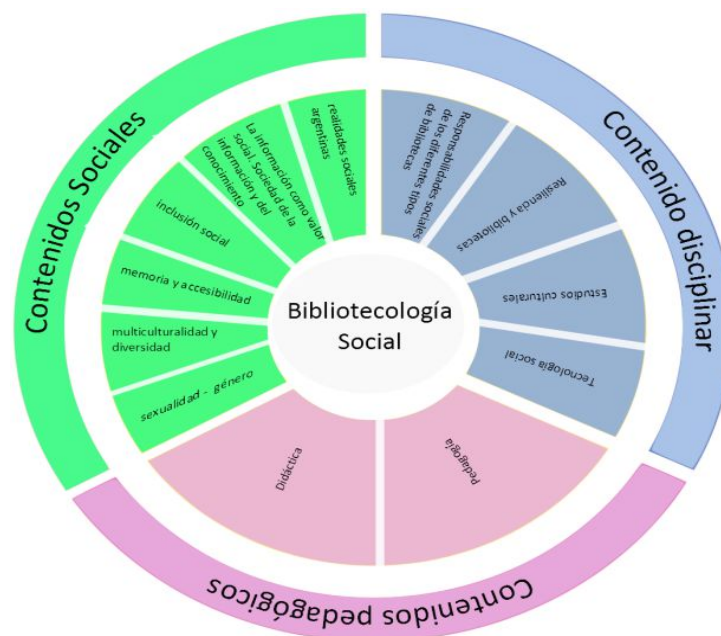 Contenidos Sociales
realidades sociales
argentinas
La información como valor
social. Sociedad de la
información y del
conocimiento
inclusión social
memoria y accesibilidad
multiculturalidad y
diversidad
sexualidad - género
Contenido disciplinar
Responsabilidades sociales
de los diferentes tipos
de bibliotecas
Resiliencia y bibliotecas
Estudios culturales
Tecnología social
Bibliotecología
Social
Didáctica
Pedagogía
Contenidos pedagógicos